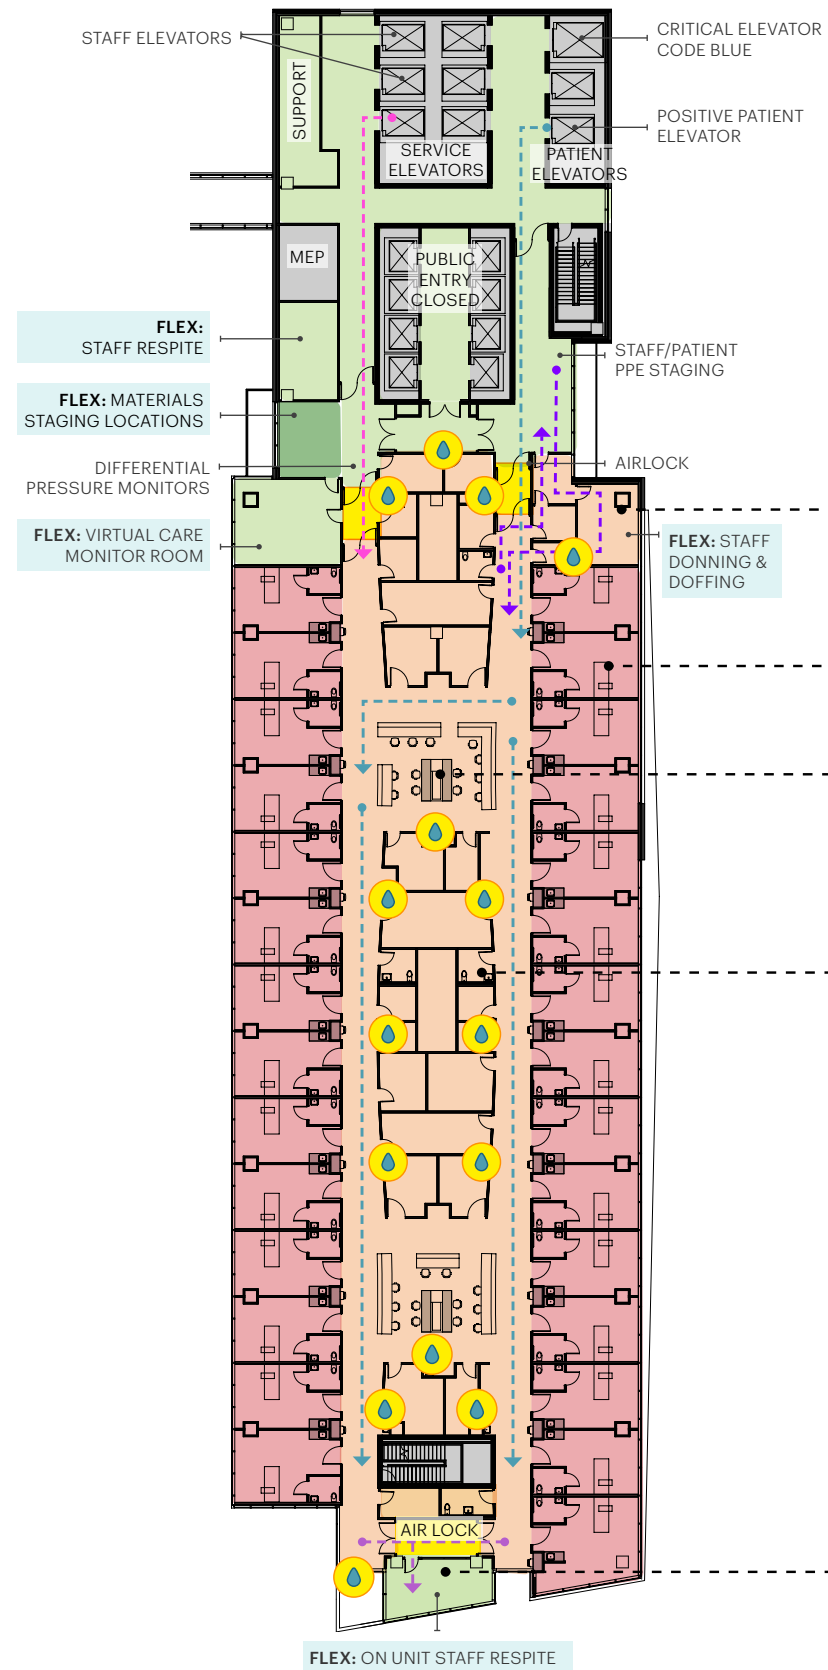 STAFF ELEVATORS
CRITICAL ELEVATOR
CODE BLUE
SUPPORT
POSITIVE PATIENT
ELEVATOR
SERVICE
ELEVATORS
PATIENT
ELEVATORS
MEP
PUBLIC
ENTRY
CLOSED
FLEX:
STAFF RESPITE
STAFF/PATIENT
PPE STAGING
FLEX: MATERIALS
STAGING LOCATIONS
DIFFERENTIAL
PRESSURE MONITORS
AIRLOCK
FLEX: VIRTUAL CARE
MONITOR ROOM
FLEX: STAFF
DONNING &
DOFFING
AIR LOCK
FLEX: ON UNIT STAFF RESPITE